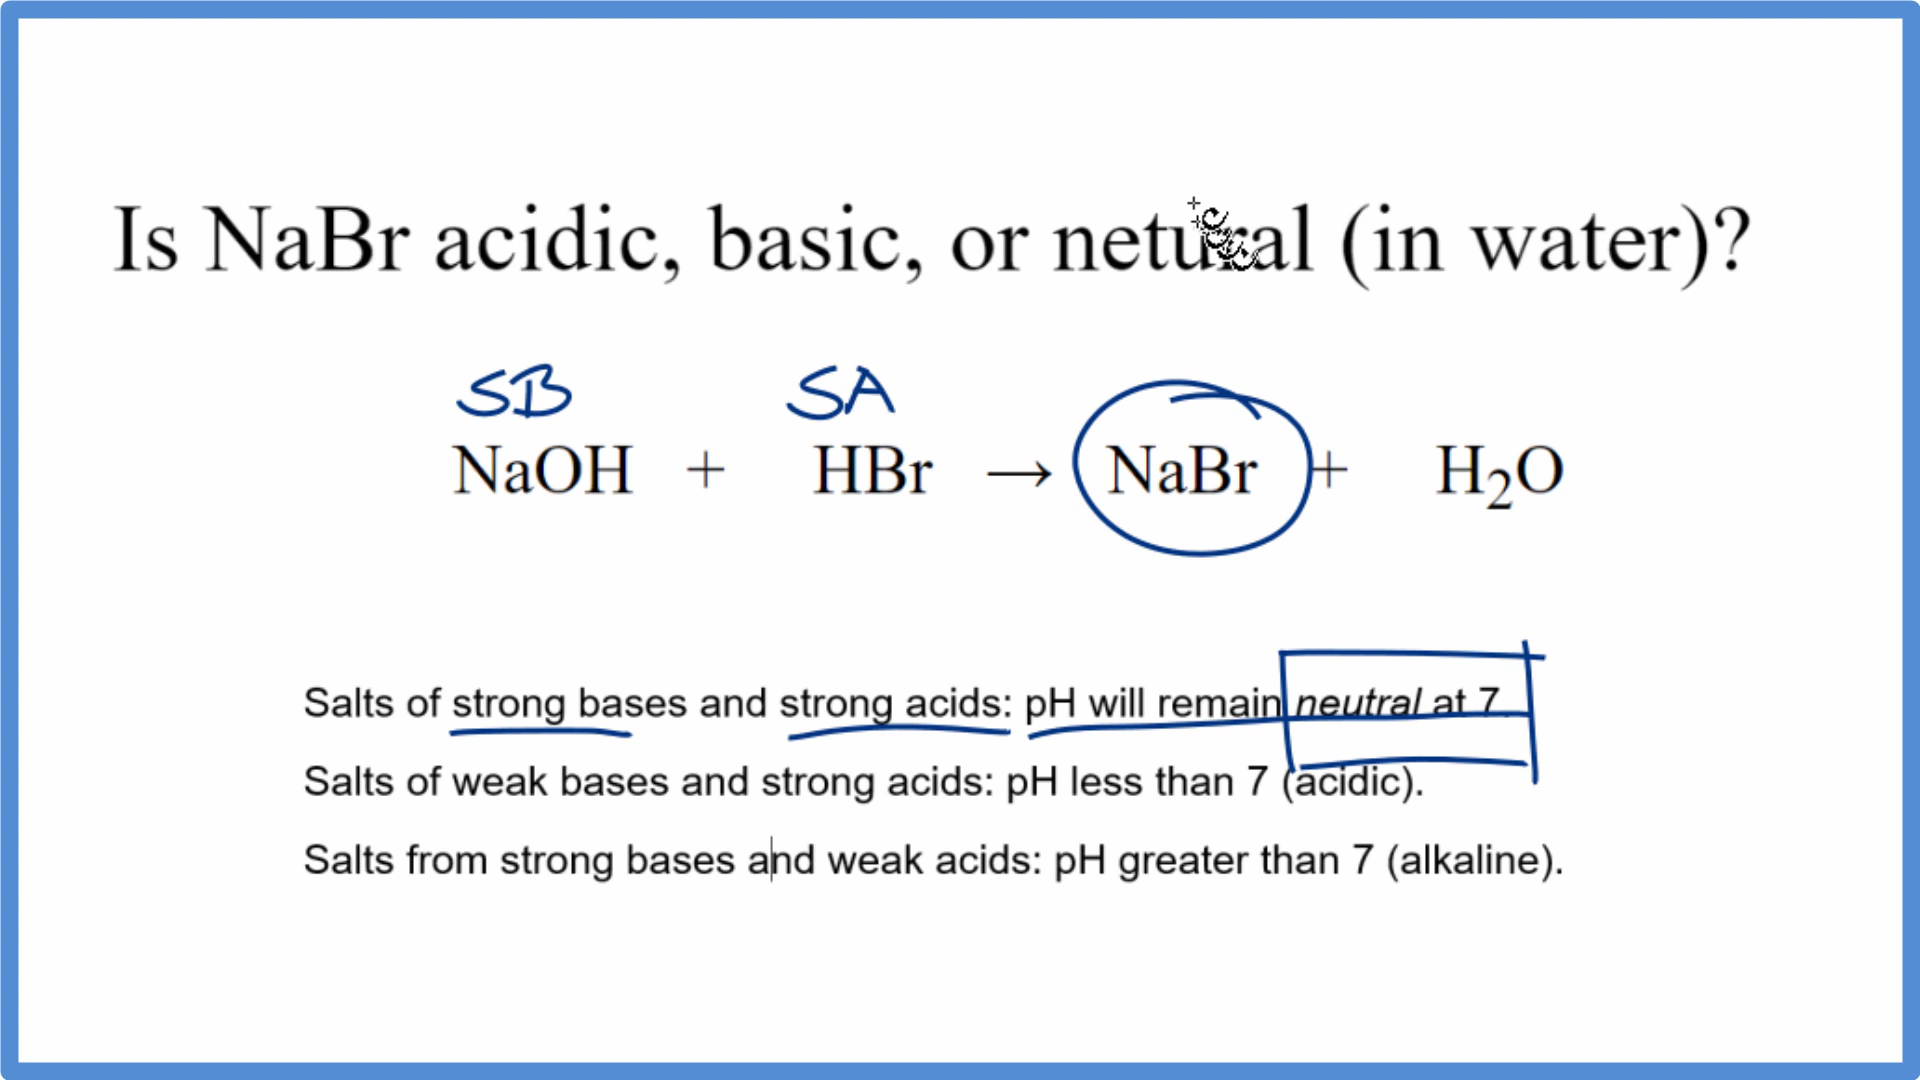 Is NaBr acidic, basic, or netural (in water)?
SB SA
NaOH + HBr → NaBr + H₂O
Salts of strong bases and strong acids: pH will remain neutral at 7.
Salts of weak bases and strong acids: pH less than 7 (acidic).
Salts from strong bases and weak acids: pH greater than 7 (alkaline).